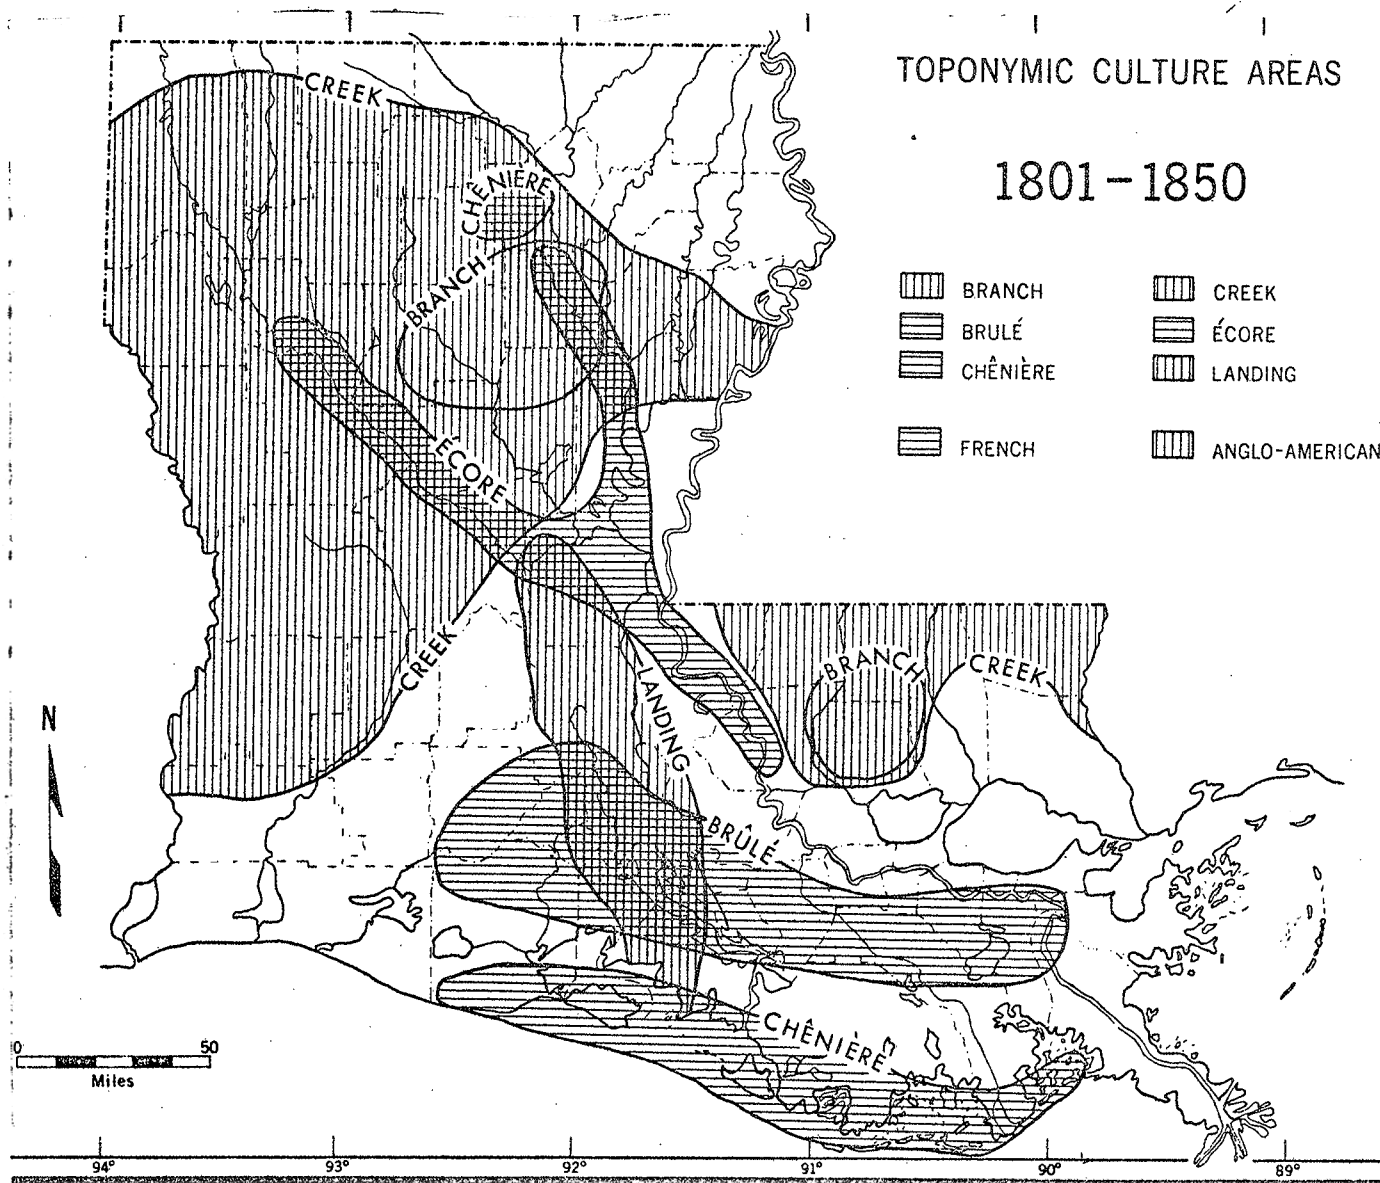 TOPONYMIC CULTURE AREAS
1801–1850
BRANCH
CREEK
BRULÉ
ÉCORE
CHÊNIÈRE
LANDING
FRENCH
ANGLO-AMERICAN
CREEK
CHÊNIÈRE
BRANCH
ÉCORE
CREEK
BRANCH
CREEK
LANDING
N
BRÛLÉ
CHÊNIÈRE
0 50
Miles
94° 93° 92° 91° 90° 89°